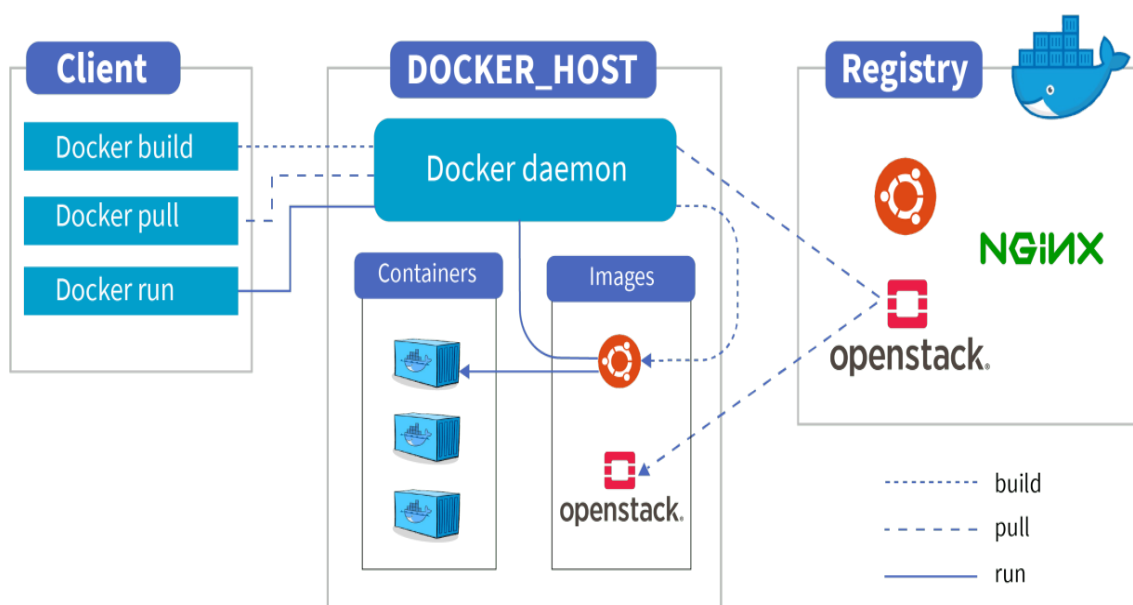 Client
Docker build
Docker pull
Docker run
DOCKER_HOST
Docker daemon
Containers
Images
openstack.
Registry
NGINX
openstack.
build
pull
run